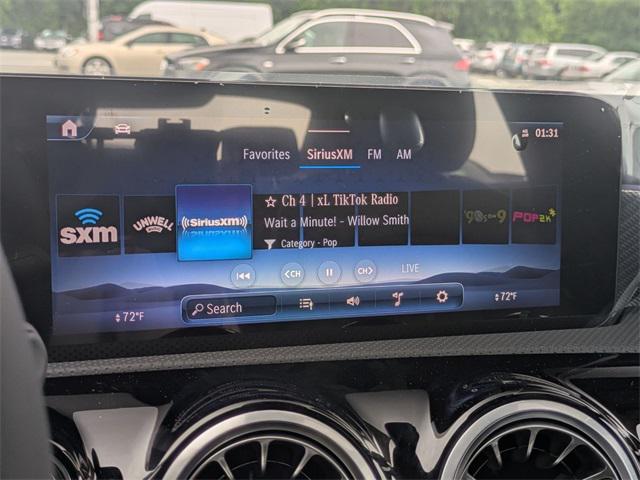 01:31
Favorites SiriusXM FM AM
sxm
UNWELL
((SiriusXM))
☆ Ch 4 | xL TikTok Radio
Wait a Minute! - Willow Smith
Category - Pop
'90s on 9
POP2K
CH CH LIVE
72°F
Search
72°F